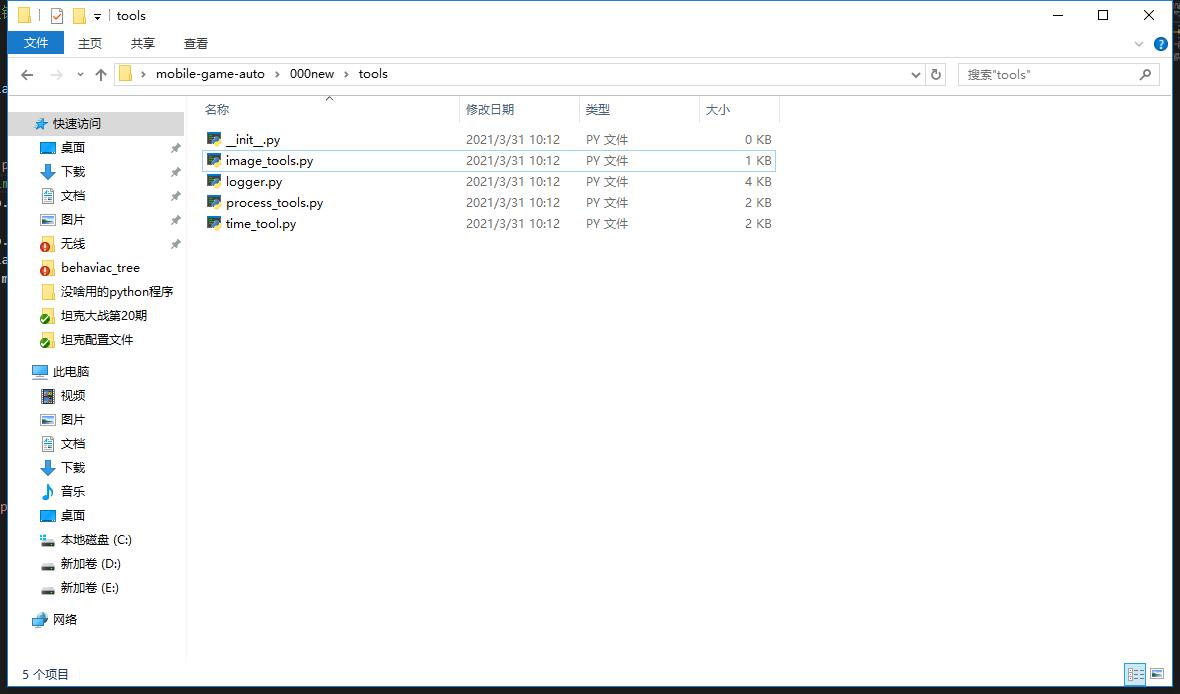 tools
文件 主页 共享 查看
mobile-game-auto 000new tools 搜索"tools"
名称 修改日期 类型 大小
快速访问
桌面
下载
文档
图片
无线
behaviac_tree
没啥用的python程序
坦克大战第20期
坦克配置文件
此电脑
视频
图片
文档
下载
音乐
桌面
本地磁盘 (C:)
新加卷 (D:)
新加卷 (E:)
网络
__init__.py 2021/3/31 10:12 PY 文件 0 KB
image_tools.py 2021/3/31 10:12 PY 文件 1 KB
logger.py 2021/3/31 10:12 PY 文件 4 KB
process_tools.py 2021/3/31 10:12 PY 文件 2 KB
time_tool.py 2021/3/31 10:12 PY 文件 2 KB
5 个项目